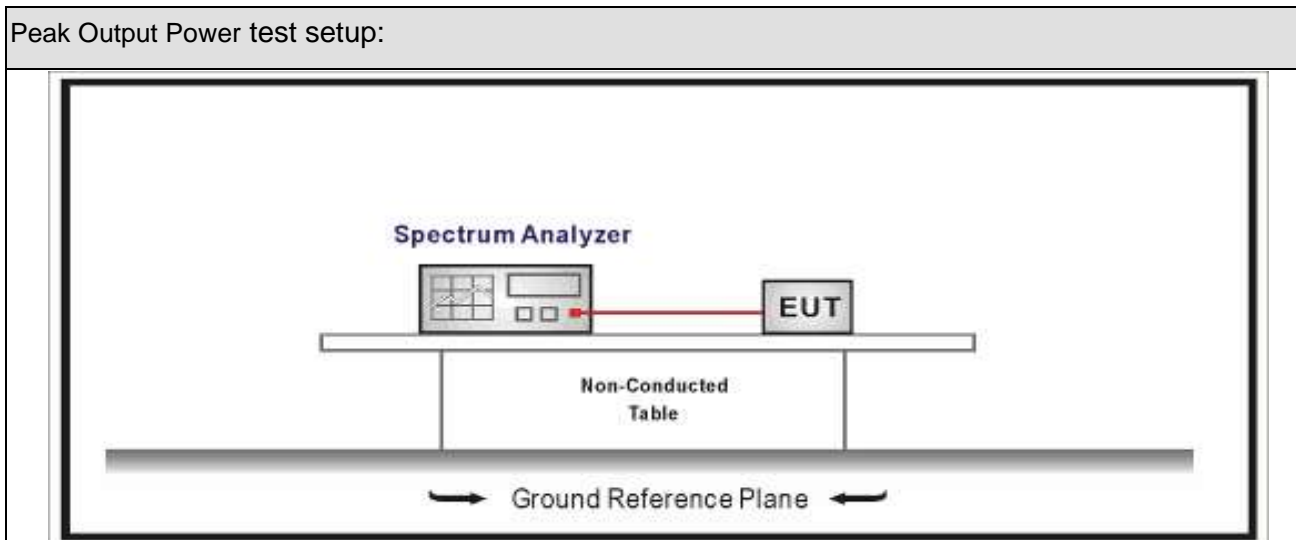 Peak Output Power test setup:
Spectrum Analyzer
EUT
Non-Conducted
Table
Ground Reference Plane